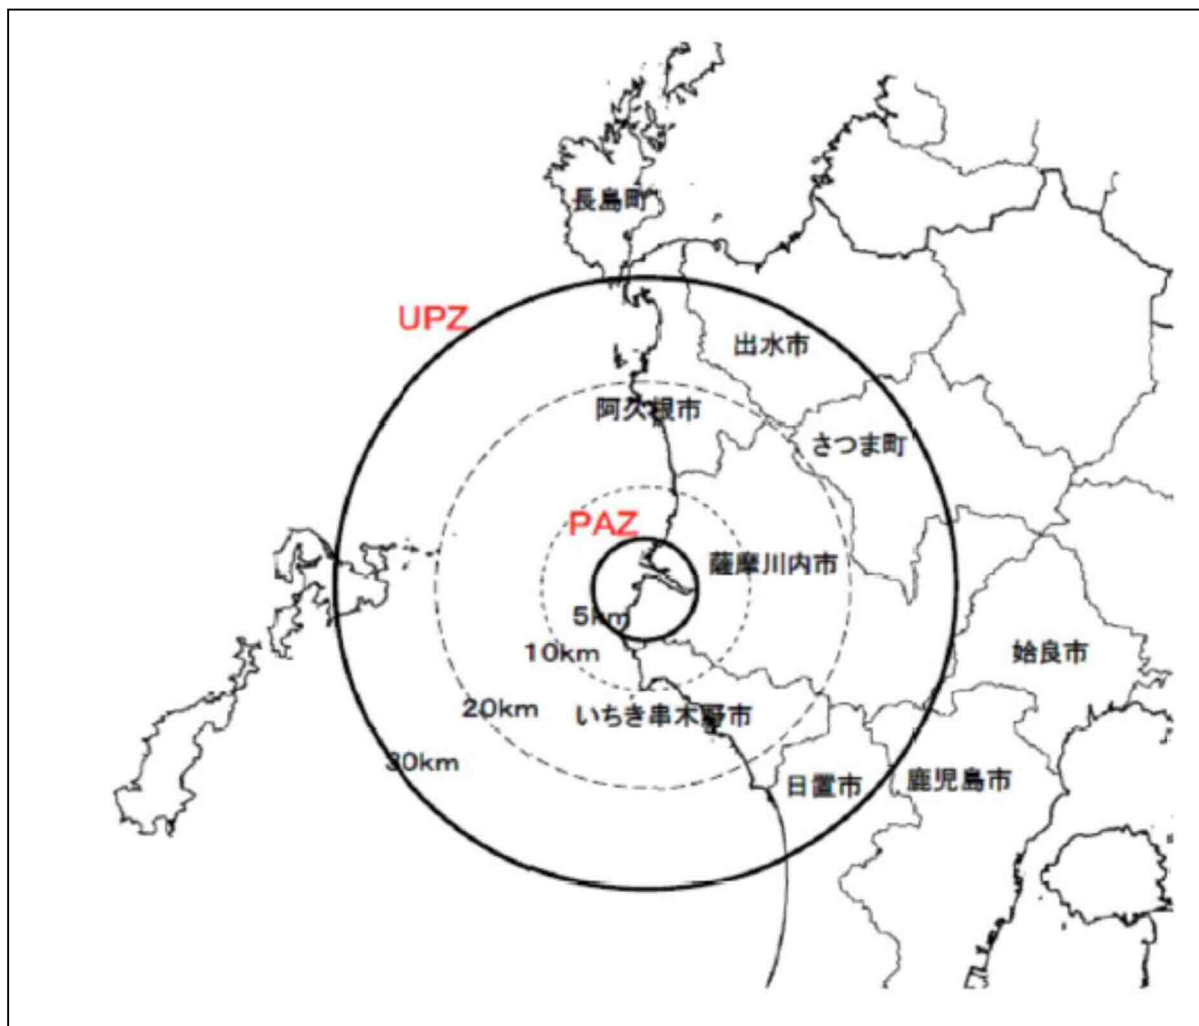 長島町
UPZ
出水市
阿久根市
さつま町
PAZ
薩摩川内市
5km
10km
姶良市
20km
いちき串木野市
30km
日置市
鹿児島市